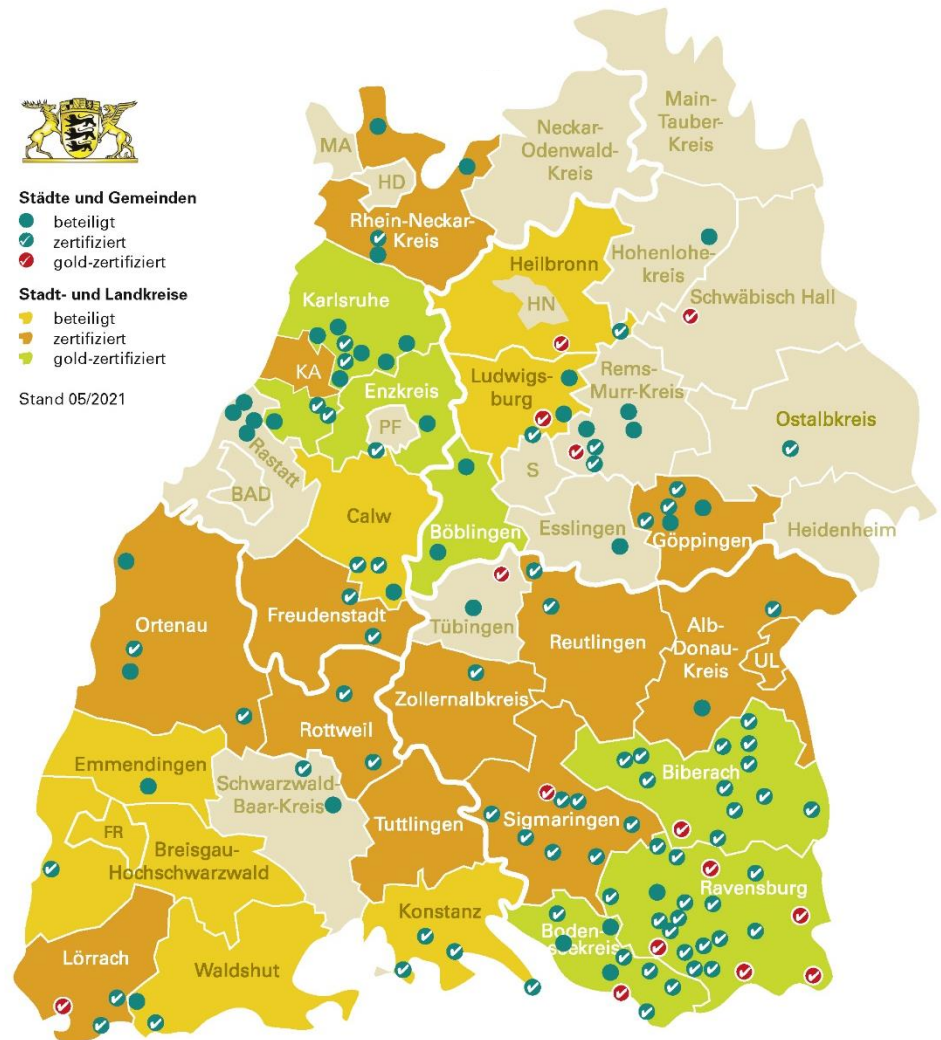 Städte und Gemeinden
beteiligt
zertifiziert
gold-zertifiziert
Stadt- und Landkreise
beteiligt
zertifiziert
gold-zertifiziert
Stand 05/2021
Main-
Tauber-
Kreis
Neckar-
Odenwald-
Kreis
MA
HD
Rhein-Neckar-
Kreis
Heilbronn
HN
Hohenlohe-
kreis
Schwäbisch Hall
Karlsruhe
KA
Enzkreis
PF
Ludwigs-
burg
Rems-
Murr-Kreis
Ostalbkreis
Rastatt
BAD
Calw
S
Böblingen
Esslingen
Göppingen
Heidenheim
Ortenau
Freudenstadt
Tübingen
Reutlingen
Alb-
Donau-
Kreis
UL
Rottweil
Zollernalbkreis
Emmendingen
Schwarzwald-
Baar-Kreis
Biberach
FR
Breisgau-
Hochschwarzwald
Tuttlingen
Sigmaringen
Ravensburg
Konstanz
Boden-
seekreis
Lörrach
Waldshut